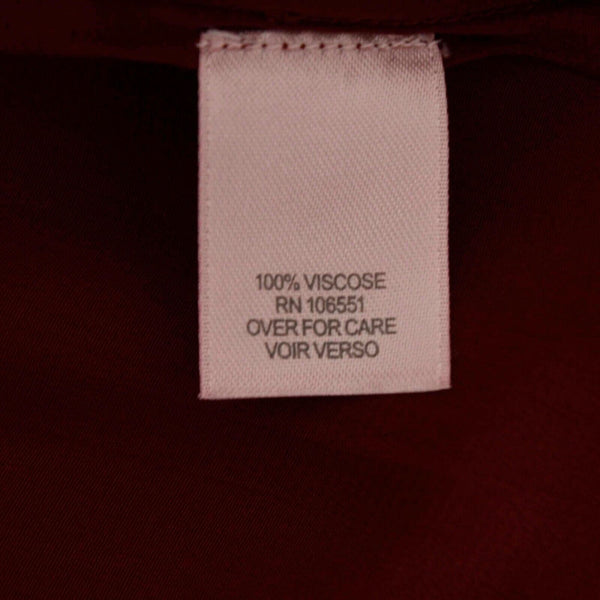 100% VISCOSE
RN 106551
OVER FOR CARE
VOIR VERSO